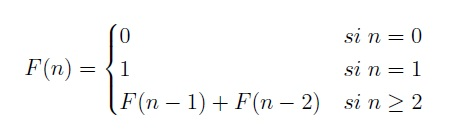 0 si n = 0
F(n) = { 1 si n = 1
F(n − 1) + F(n − 2) si n ≥ 2